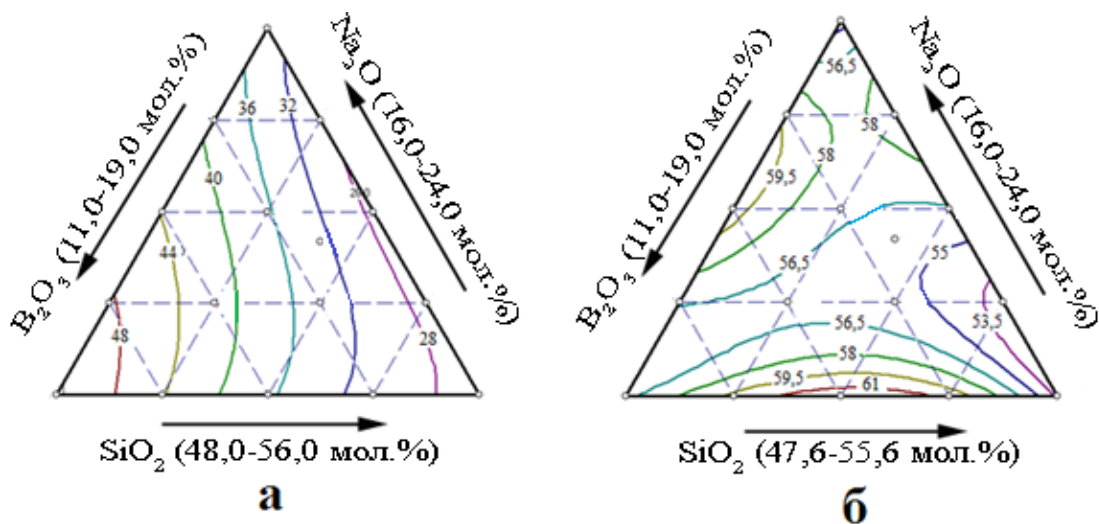 B₂O₃ (11,0-19,0 мол.%)
Na₂O (16,0-24,0 мол.%)
36
32
40
44
48
28
SiO₂ (48,0-56,0 мол.%)
а
B₂O₃ (11,0-19,0 мол.%)
Na₂O (16,0-24,0 мол.%)
56,5
58
58
59,5
56,5
55
56,5
53,5
58
59,5
61
SiO₂ (47,6-55,6 мол.%)
б